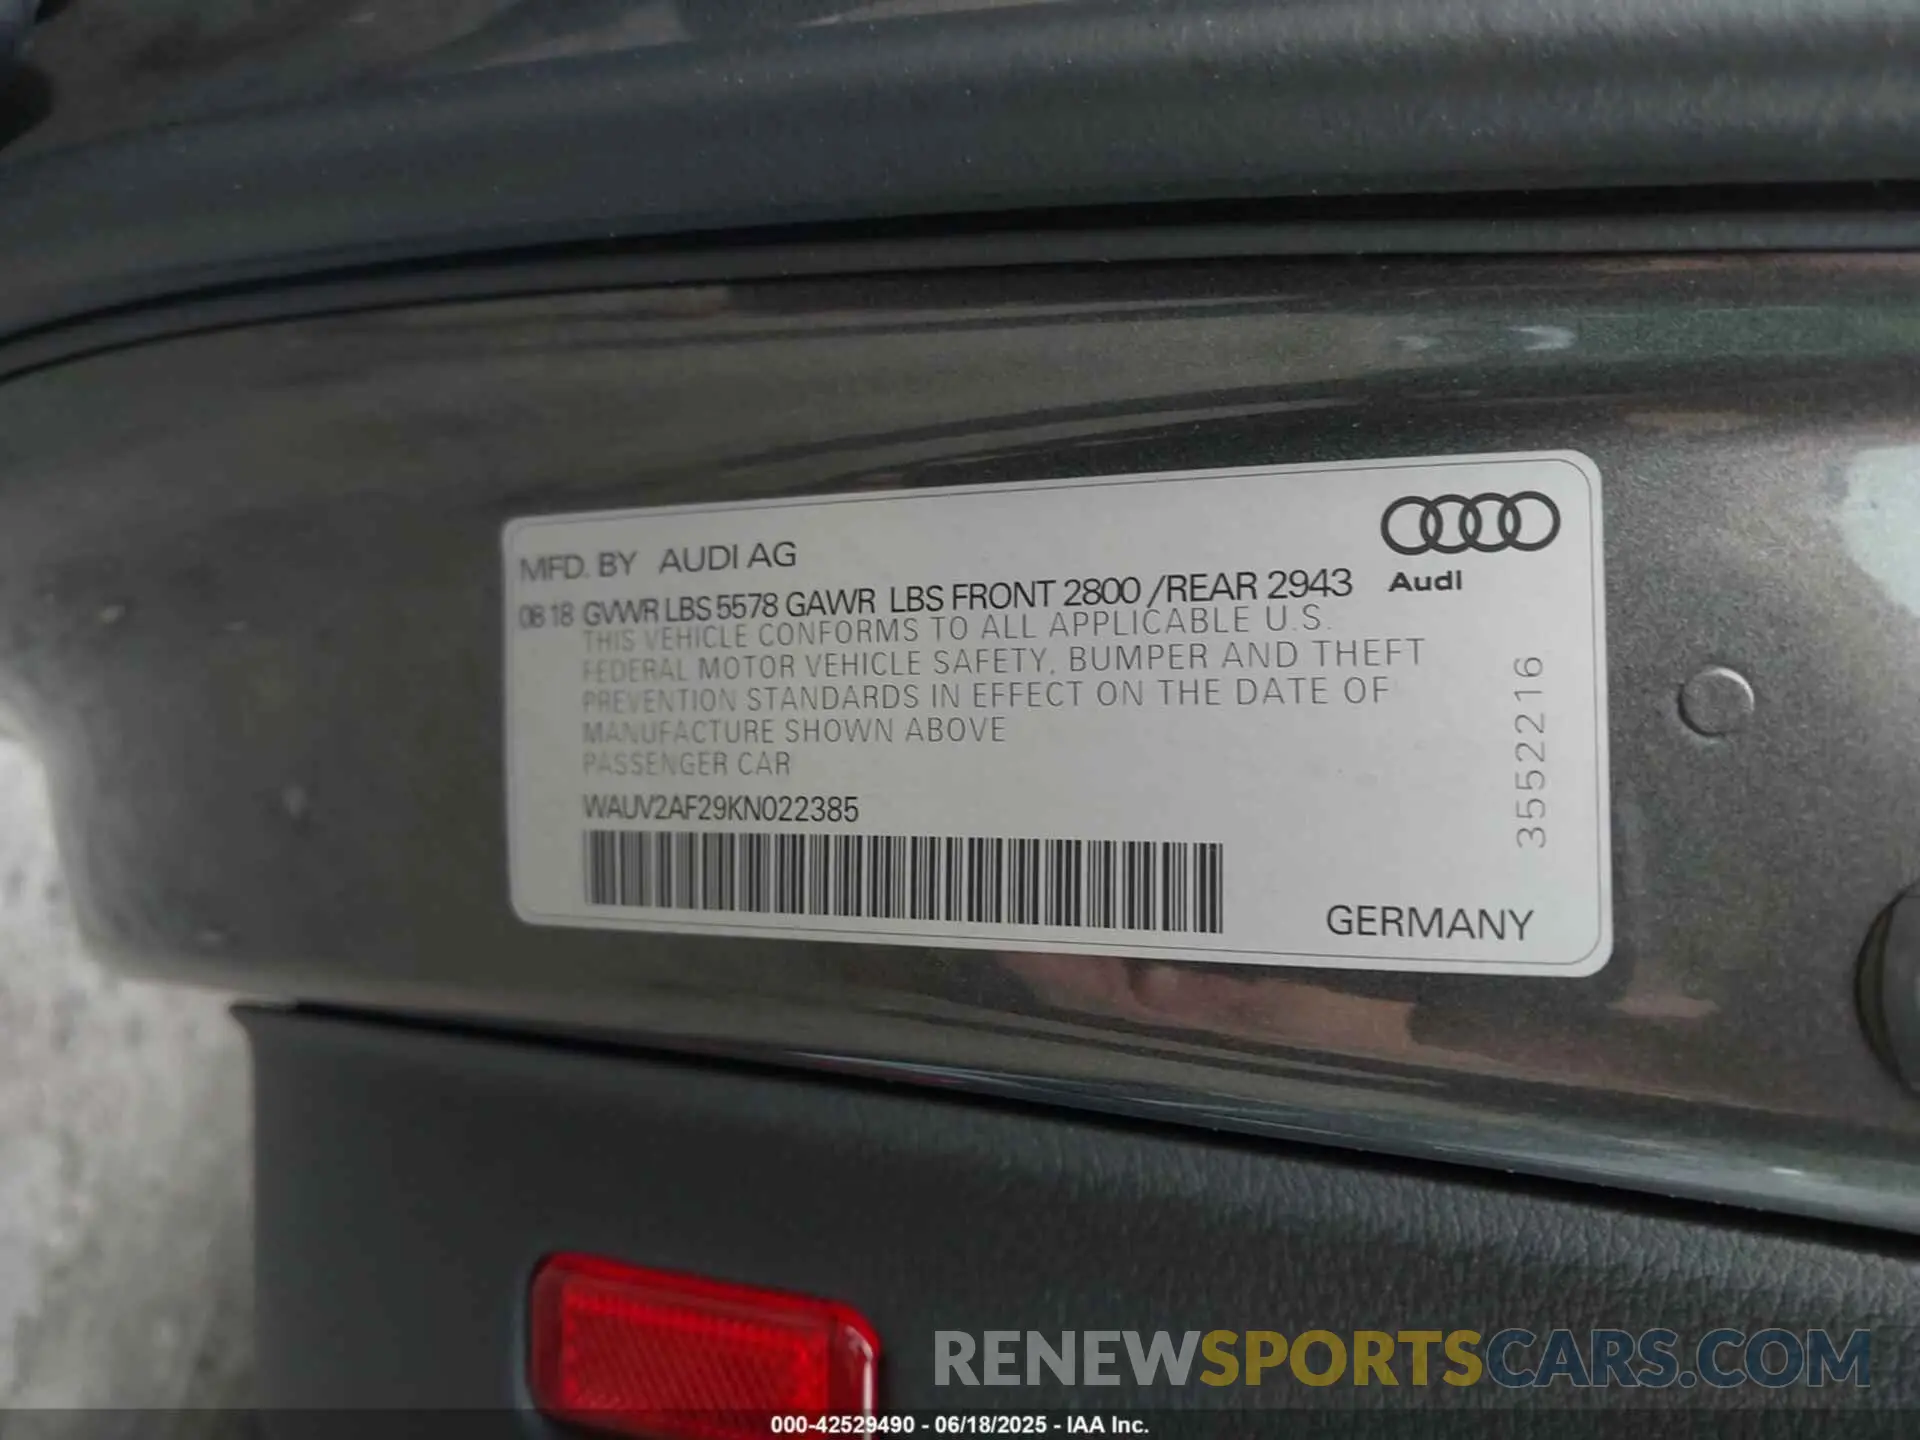 MFD. BY AUDI AG
08 18 GVWR LBS 5578 GAWR LBS FRONT 2800 /REAR 2943
THIS VEHICLE CONFORMS TO ALL APPLICABLE U.S.
FEDERAL MOTOR VEHICLE SAFETY, BUMPER AND THEFT
PREVENTION STANDARDS IN EFFECT ON THE DATE OF
MANUFACTURE SHOWN ABOVE
PASSENGER CAR
WAUV2AF29KN022385
Audi
3552216
GERMANY
RENEWSPORTSCARS.COM
000-42529490 - 06/18/2025 - IAA Inc.